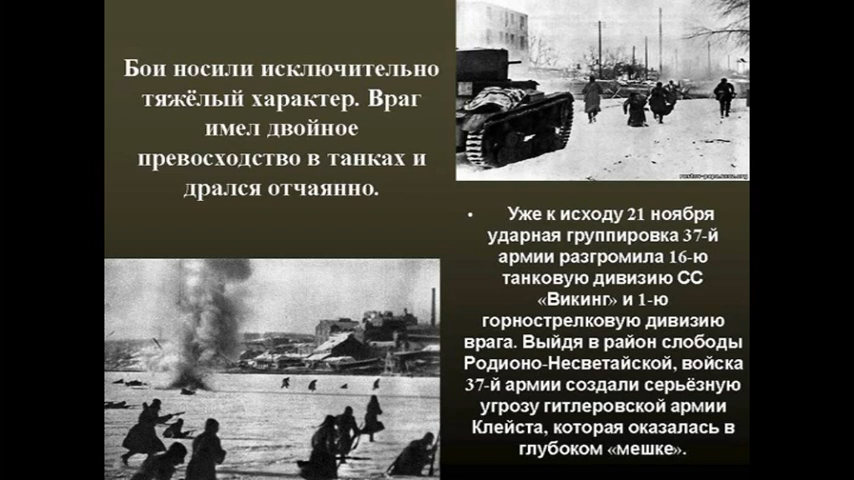 Бои носили исключительно
тяжёлый характер. Враг
имел двойное
превосходство в танках и
дрался отчаянно.
• Уже к исходу 21 ноября
ударная группировка 37-й
армии разгромила 16-ю
танковую дивизию СС
«Викинг» и 1-ю
горнострелковую дивизию
врага. Выйдя в район слободы
Родионо-Несветайской, войска
37-й армии создали серьёзную
угрозу гитлеровской армии
Клейста, которая оказалась в
глубоком «мешке».